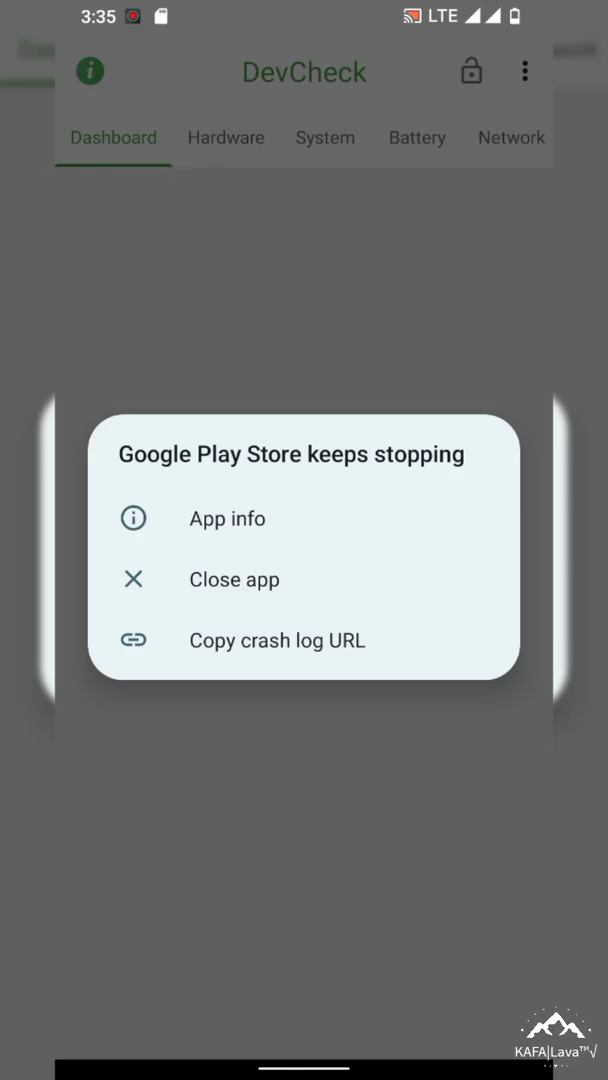 3:35 LTE
DevCheck
Dashboard Hardware System Battery Network
Google Play Store keeps stopping
App info
Close app
Copy crash log URL
KAFA|Lava™√